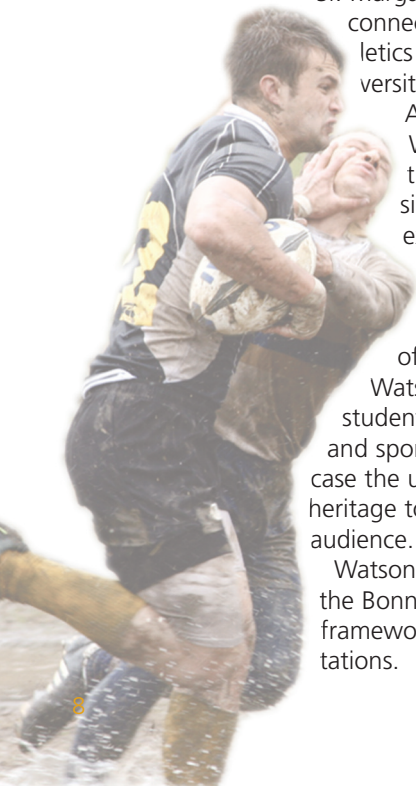 connec
letics
versit
A
V
t
si
e
of
Wats
student
and spor
case the u
heritage to
audience.
Watson
the Bonn
framewo
tations.
8